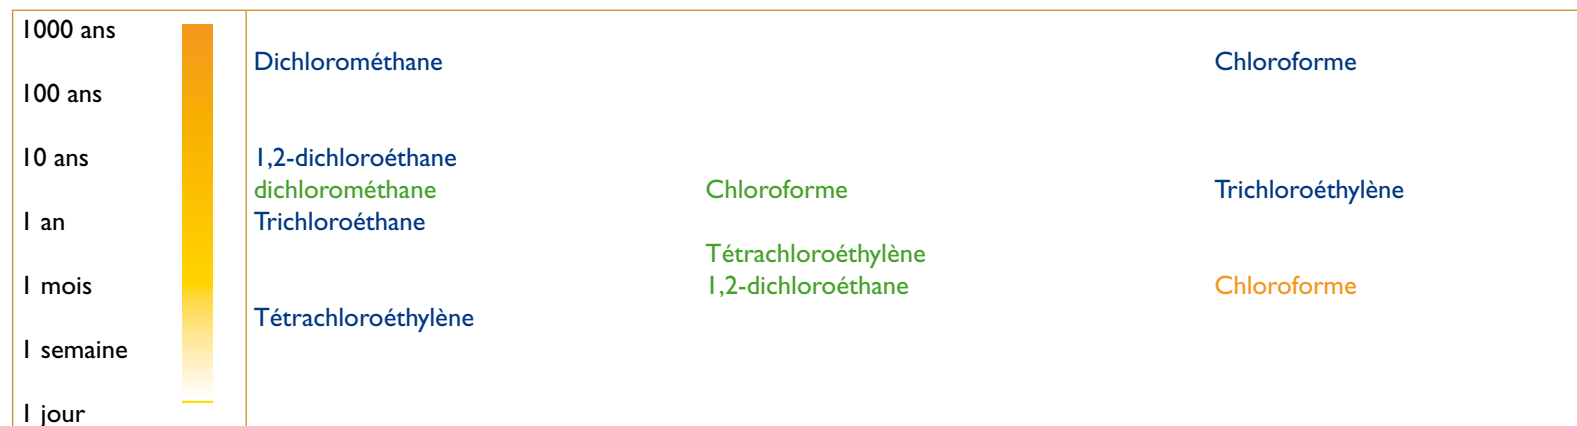 1000 ans
Dichlorométhane Chloroforme
100 ans
10 ans 1,2-dichloroéthane
dichlorométhane Chloroforme Trichloroéthylène
1 an Trichloroéthane
Tétrachloroéthylène
1 mois 1,2-dichloroéthane Chloroforme
Tétrachloroéthylène
1 semaine
1 jour